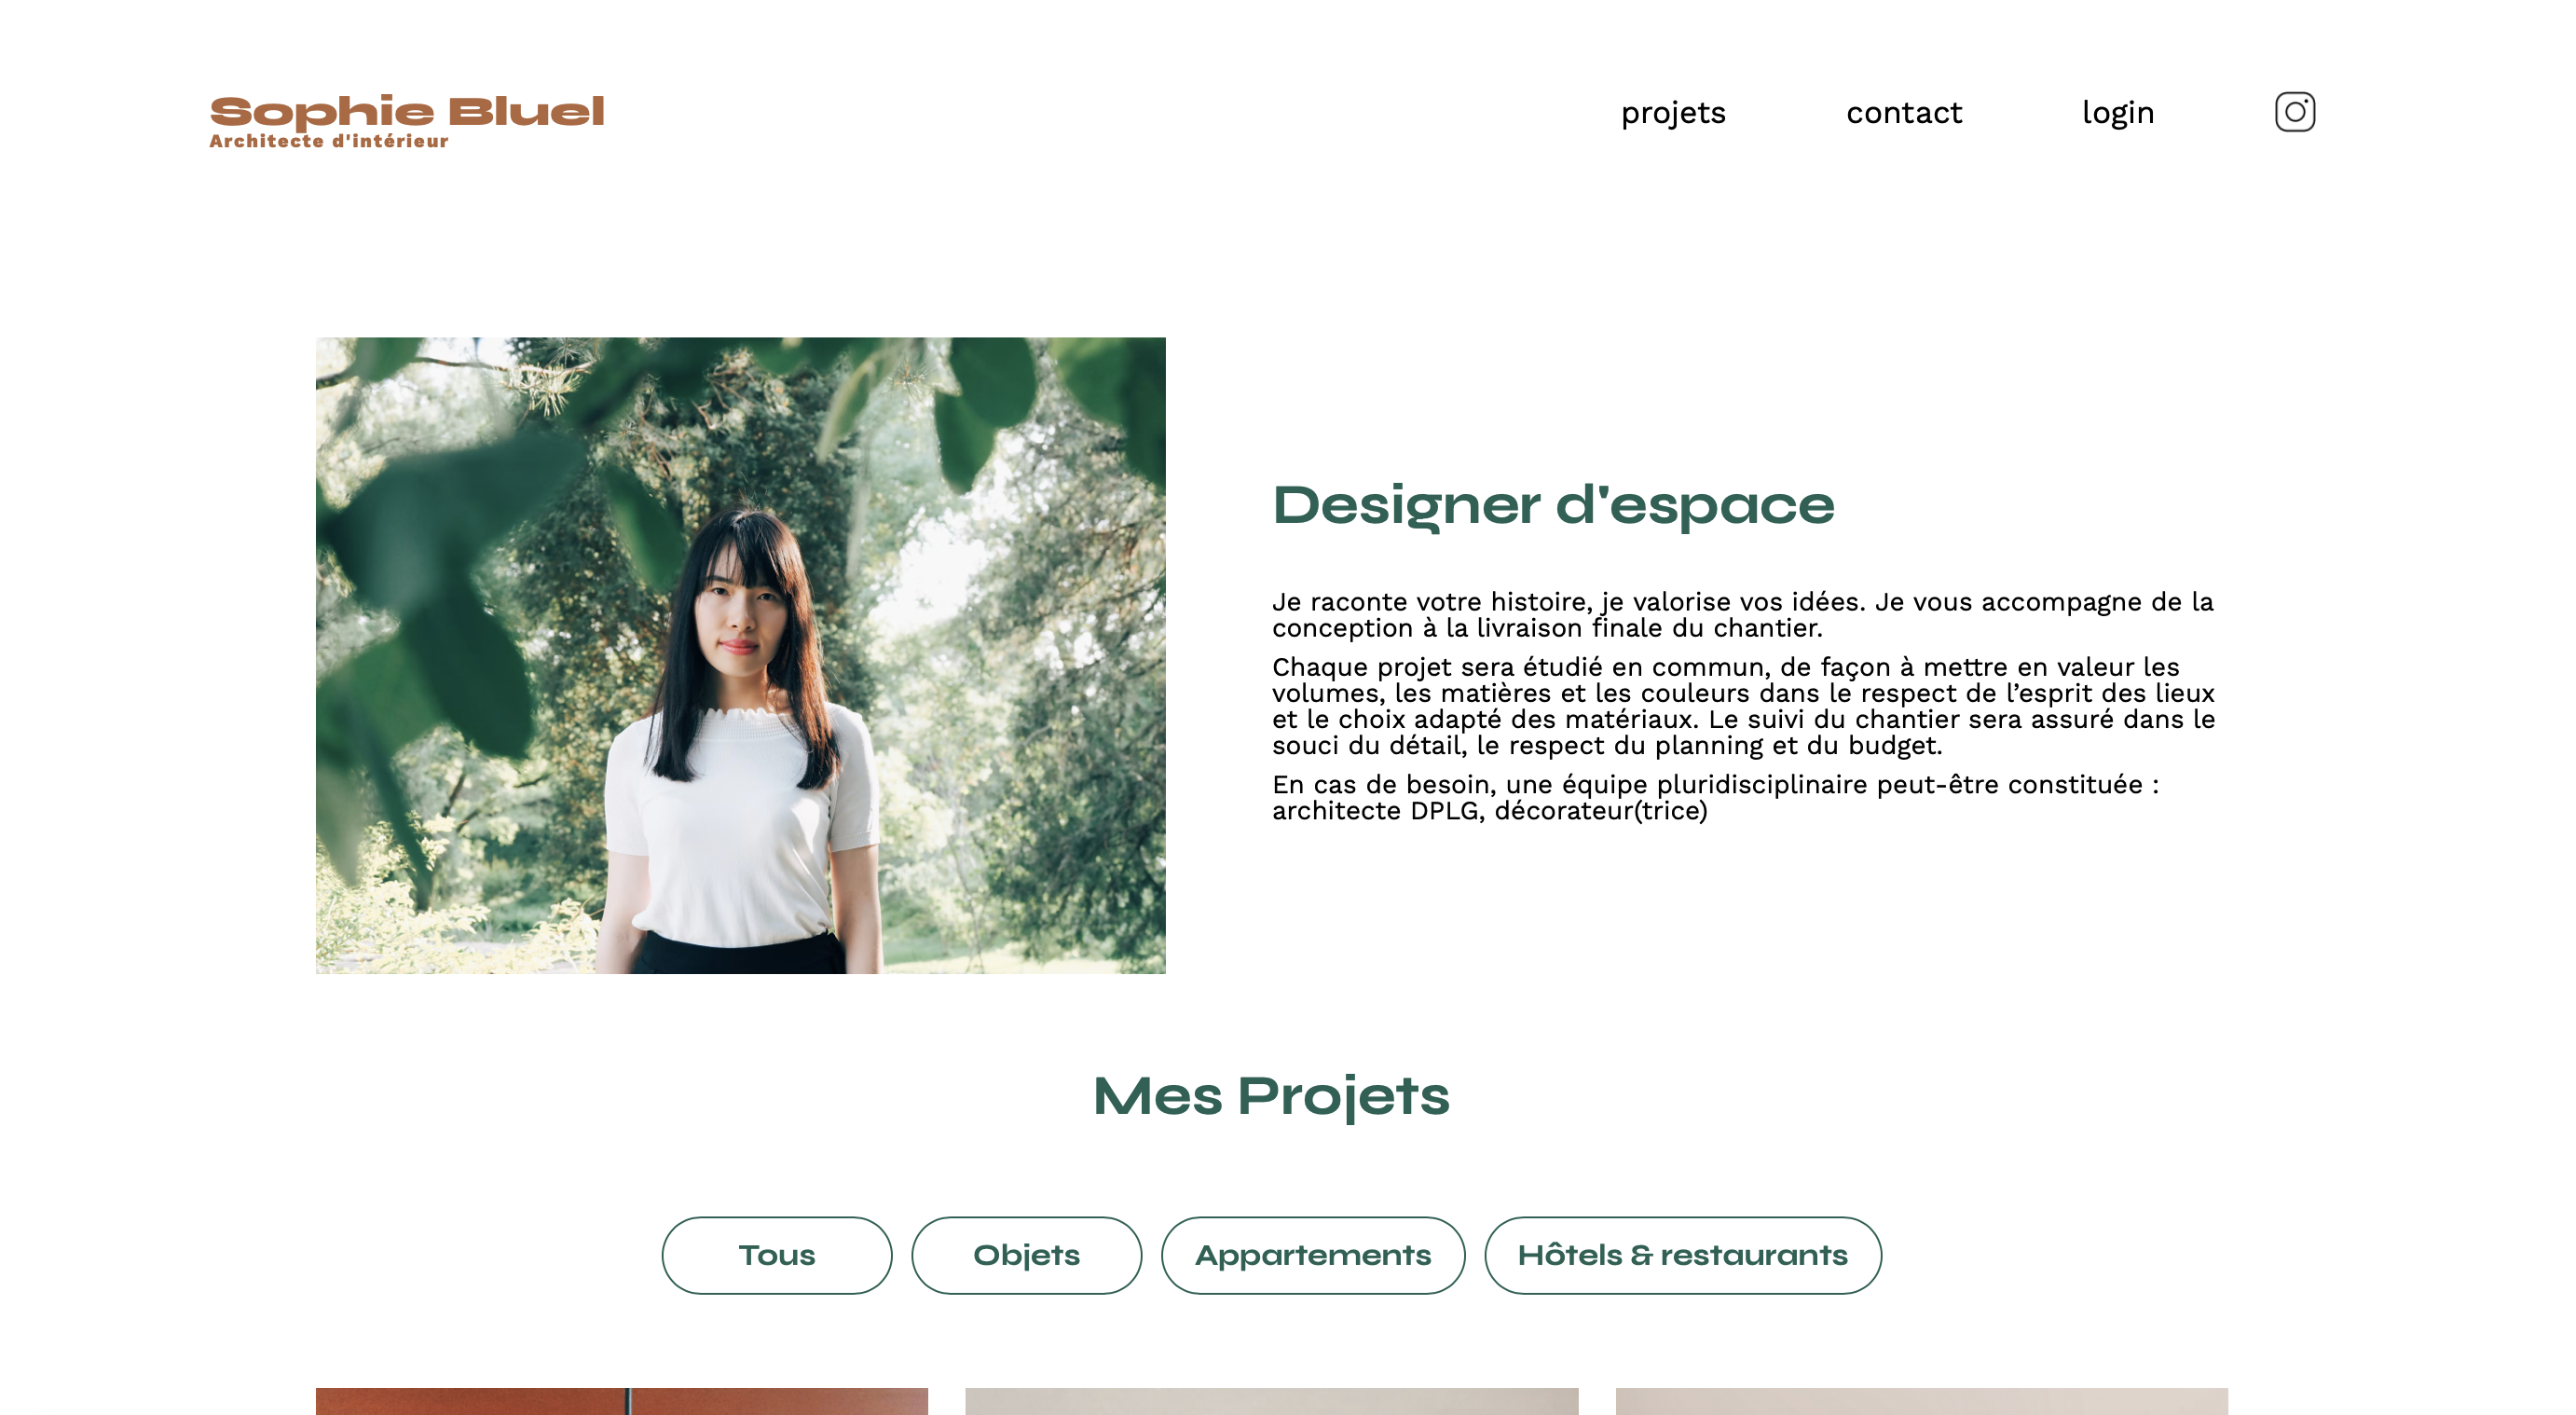 Sophie Bluel
Architecte d'intérieur
projets
contact
login
Designer d'espace
Je raconte votre histoire, je valorise vos idées. Je vous accompagne de la
conception à la livraison finale du chantier.
Chaque projet sera étudié en commun, de façon à mettre en valeur les
volumes, les matières et les couleurs dans le respect de l’esprit des lieux
et le choix adapté des matériaux. Le suivi du chantier sera assuré dans le
souci du détail, le respect du planning et du budget.
En cas de besoin, une équipe pluridisciplinaire peut-être constituée :
architecte DPLG, décorateur(trice)
Mes Projets
Tous
Objets
Appartements
Hôtels & restaurants